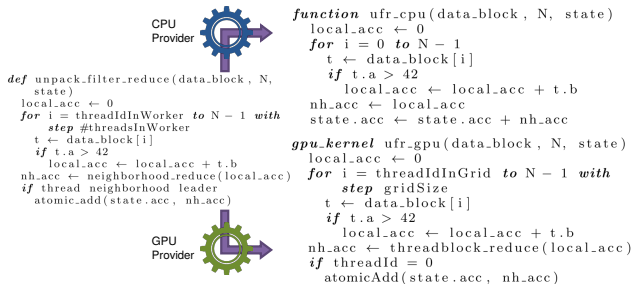 CPU
Provider
def unpack_filter_reduce(data_block, N,
state)
local_acc ← 0
for i = threadIdInWorker to N − 1 with
step #threadsInWorker
t ← data_block[i]
if t.a > 42
local_acc ← local_acc + t.b
nh_acc ← neighborhood_reduce(local_acc)
if thread neighborhood leader
atomic_add(state.acc, nh_acc)
GPU
Provider
function ufr_cpu(data_block, N, state)
local_acc ← 0
for i = 0 to N − 1
t ← data_block[i]
if t.a > 42
local_acc ← local_acc + t.b
nh_acc ← local_acc
state.acc ← state.acc + nh_acc
gpu_kernel ufr_gpu(data_block, N, state)
local_acc ← 0
for i = threadIdInGrid to N − 1 with
step gridSize
t ← data_block[i]
if t.a > 42
local_acc ← local_acc + t.b
nh_acc ← threadblock_reduce(local_acc)
if threadId = 0
atomicAdd(state.acc, nh_acc)